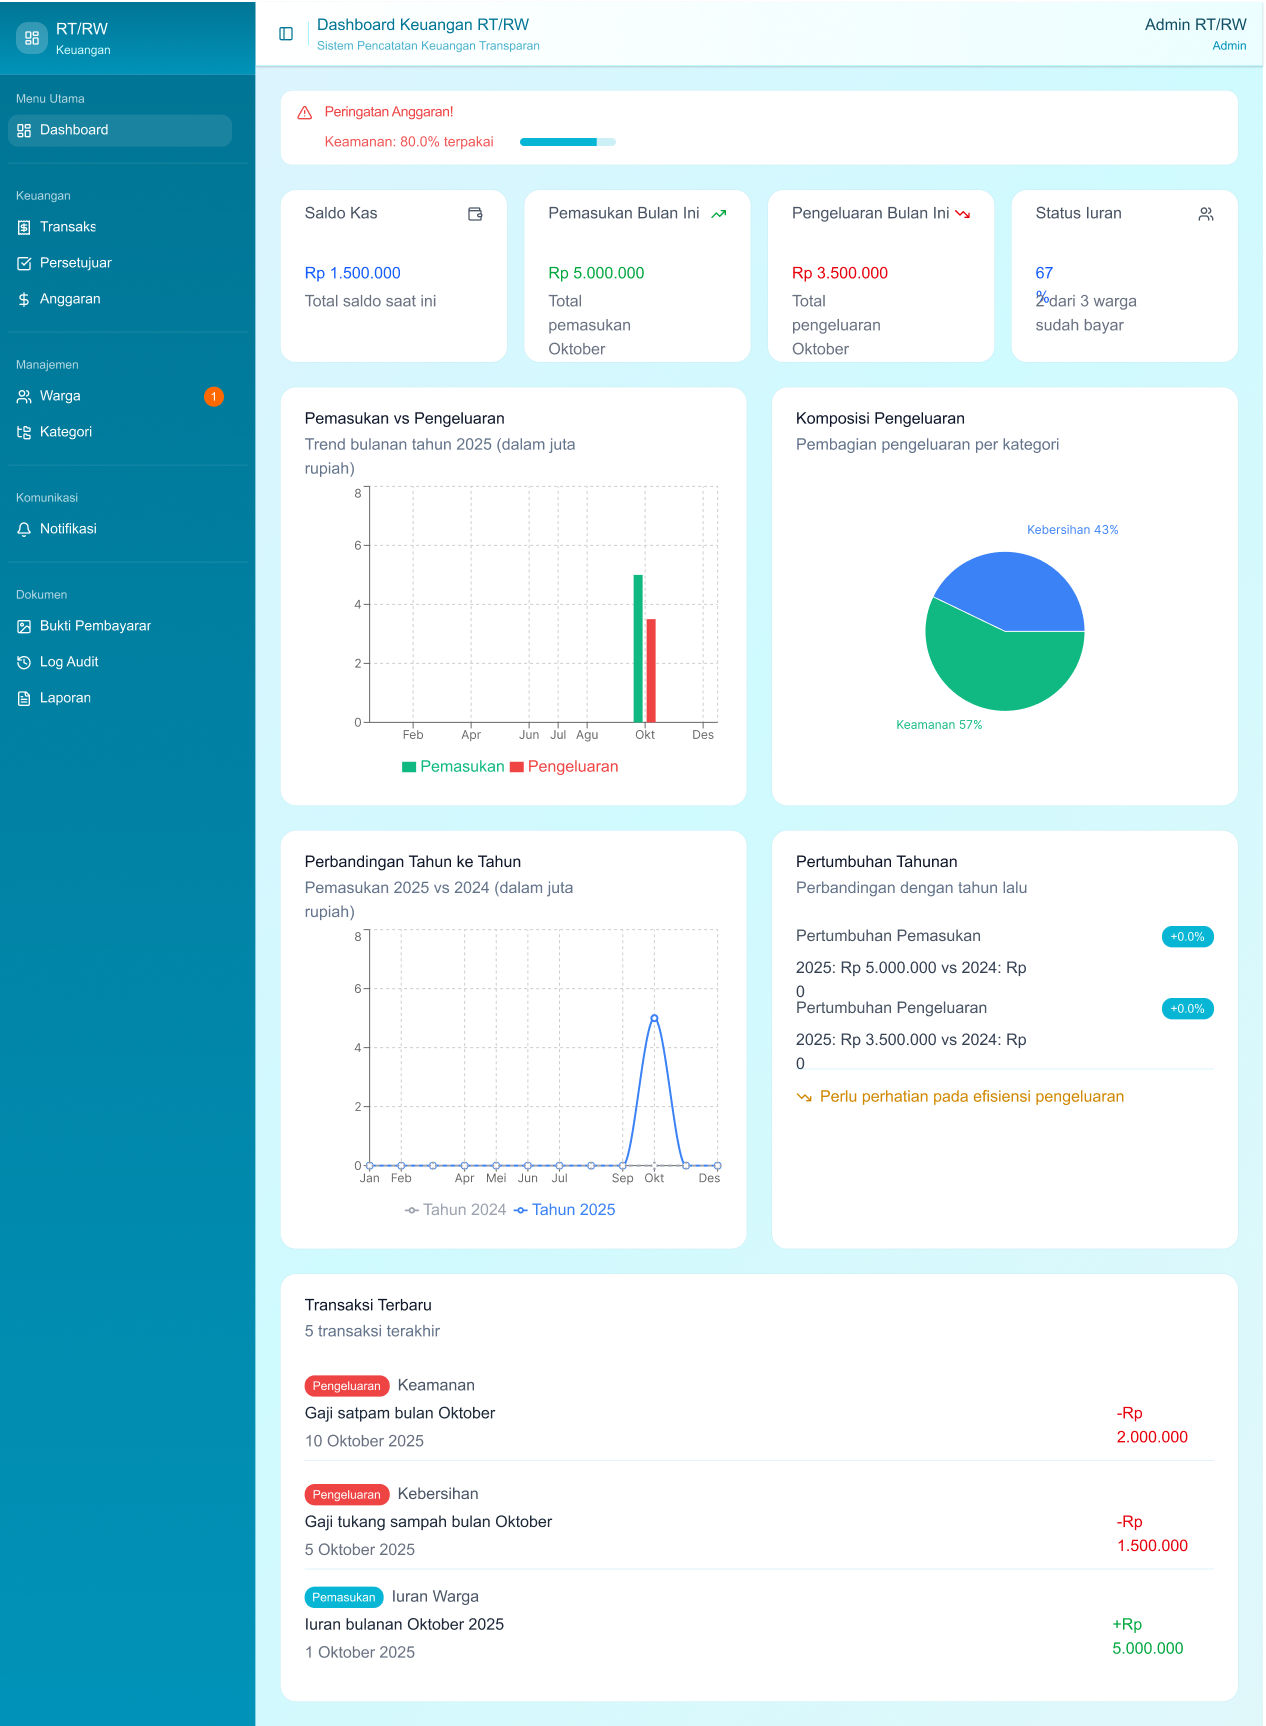 RT/RW
Keuangan
Menu Utama
Dashboard
Keuangan
Transaks
Persetujuar
Anggaran
Manajemen
Warga
1
Kategori
Komunikasi
Notifikasi
Dokumen
Bukti Pembayarar
Log Audit
Laporan
Dashboard Keuangan RT/RW
Sistem Pencatatan Keuangan Transparan
Admin RT/RW
Admin
Peringatan Anggaran!
Keamanan: 80.0% terpakai
Saldo Kas
Rp 1.500.000
Total saldo saat ini
Pemasukan Bulan Ini
Rp 5.000.000
Total
pemasukan
Oktober
Pengeluaran Bulan Ini
Rp 3.500.000
Total
pengeluaran
Oktober
Status Iuran
67
%
2 dari 3 warga
sudah bayar
Pemasukan vs Pengeluaran
Trend bulanan tahun 2025 (dalam juta
rupiah)
8
6
4
2
0
Feb Apr Jun Jul Agu Okt Des
Pemasukan Pengeluaran
Komposisi Pengeluaran
Pembagian pengeluaran per kategori
Kebersihan 43%
Keamanan 57%
Perbandingan Tahun ke Tahun
Pemasukan 2025 vs 2024 (dalam juta
rupiah)
8
6
4
2
0
Jan Feb Apr Mei Jun Jul Sep Okt Des
Tahun 2024 Tahun 2025
Pertumbuhan Tahunan
Perbandingan dengan tahun lalu
Pertumbuhan Pemasukan
+0.0%
2025: Rp 5.000.000 vs 2024: Rp
0
Pertumbuhan Pengeluaran
+0.0%
2025: Rp 3.500.000 vs 2024: Rp
0
Perlu perhatian pada efisiensi pengeluaran
Transaksi Terbaru
5 transaksi terakhir
Pengeluaran Keamanan
Gaji satpam bulan Oktober
10 Oktober 2025
-Rp
2.000.000
Pengeluaran Kebersihan
Gaji tukang sampah bulan Oktober
5 Oktober 2025
-Rp
1.500.000
Pemasukan Iuran Warga
Iuran bulanan Oktober 2025
1 Oktober 2025
+Rp
5.000.000